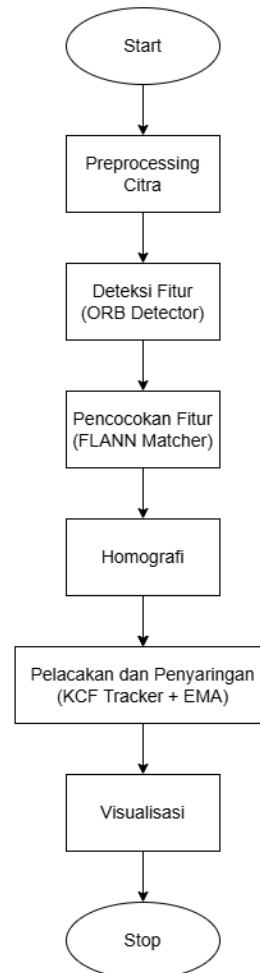 Start
Preprocessing
Citra
Deteksi Fitur
(ORB Detector)
Pencocokan Fitur
(FLANN Matcher)
Homografi
Pelacakan dan Penyaringan
(KCF Tracker + EMA)
Visualisasi
Stop